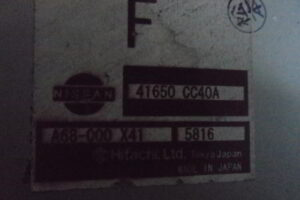 F
NISSAN
41650 CC40A
A68-000 X41 5816
Hitachi, Ltd. Tokyo Japan
MADE IN JAPAN